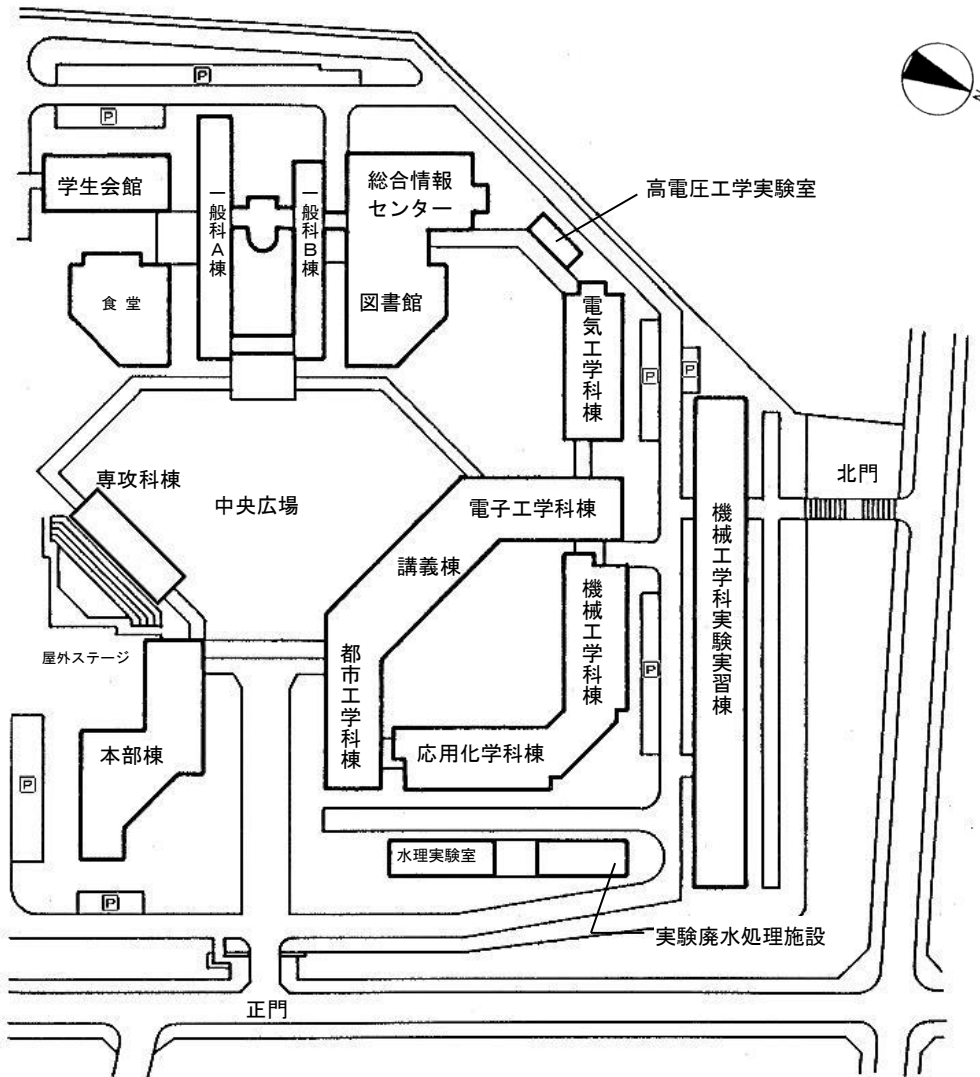 P
N
P
学生会館
一般科A棟
一般科B棟
総合情報
センター
高電圧工学実験室
食 堂
図書館
電気工学科棟
P
P
専攻科棟
中央広場
電子工学科棟
北門
講義棟
機械工学科棟
機械工学科実験実習棟
屋外ステージ
都市工学科棟
P
本部棟
応用化学科棟
P
水理実験室
P
実験廃水処理施設
正門